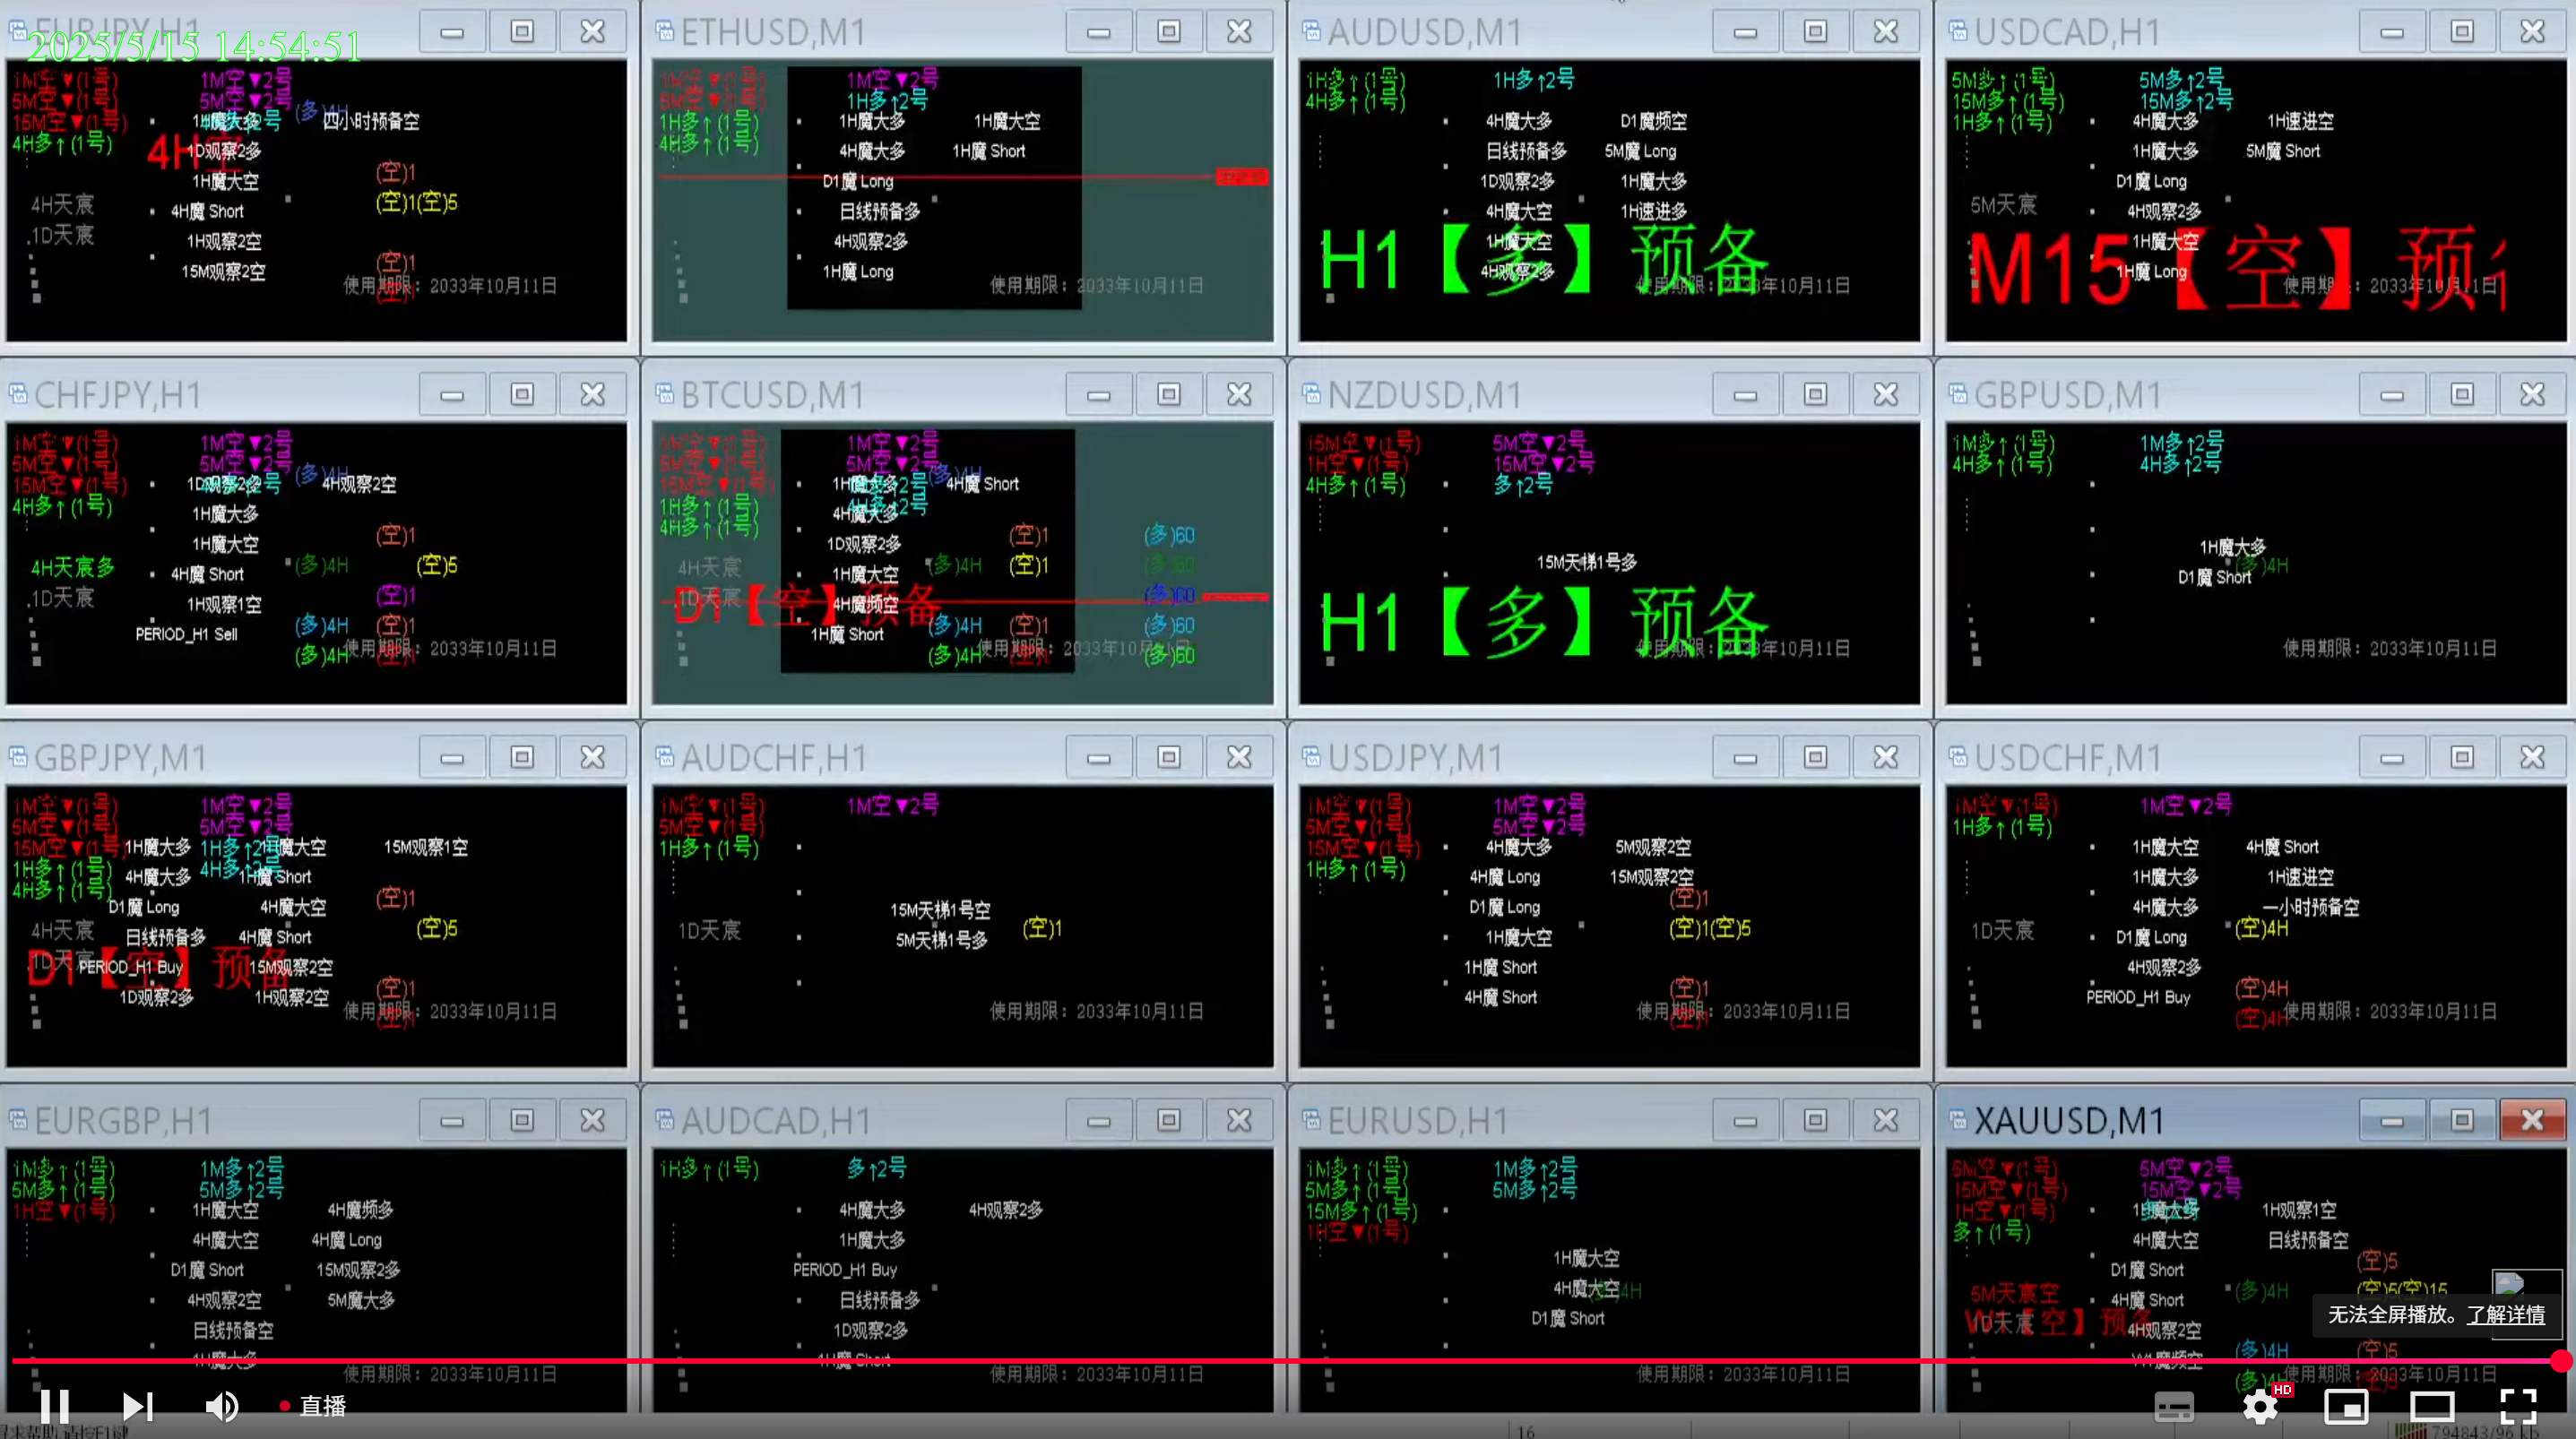 EURJPY,H1
2025/5/15 14:54:51
1M空▼(1号)
5M空▼(1号)
15M空▼(1号)
4H多↑(1号)
1M空▼2号
5M空▼2号
(多)4H
1H魔大多
四小时预备空
1D观察2多
1H魔大空
4H魔 Short
1H观察2空
15M观察2空
4H天宸
1D天宸
(空)1
(空)1(空)5
(空)1
使用期限：2033年10月11日
ETHUSD,M1
1M空▼(1号)
5M空▼(1号)
1H多↑(1号)
4H多↑(1号)
1M空▼2号
1H多↑2号
1H魔大多
1H魔大空
4H魔大多
1H魔 Short
D1魔 Long
日线预备多
4H观察2多
1H魔 Long
使用期限：2033年10月11日
AUDUSD,M1
1H多↑(1号)
4H多↑(1号)
1H多↑2号
4H魔大多
D1魔频空
日线预备多
5M魔 Long
1D观察2多
1H魔大多
4H魔大空
1H速进多
1H魔大空
4H观察2多
H1【多】预备
使用期限：2033年10月11日
USDCAD,H1
5M多↑(1号)
15M多↑(1号)
1H多↑(1号)
5M多↑2号
15M多↑2号
4H魔大多
1H速进空
1H魔大多
5M魔 Short
D1魔 Long
4H观察2多
1H魔大空
1H魔 Long
5M天宸
M15【空】预
使用期限：2033年10月11日
CHFJPY,H1
1M空▼(1号)
5M空▼(1号)
15M空▼(1号)
4H多↑(1号)
1M空▼2号
5M空▼2号
(多)4H
1D观察2多
4H观察2空
1H魔大多
1H魔大空
4H魔 Short
1H观察1空
PERIOD_H1 Sell
4H天宸多
1D天宸
(空)1
(多)4H
(空)5
(空)1
(多)4H
(空)1
(多)4H
使用期限：2033年10月11日
BTCUSD,M1
1M空▼(1号)
5M空▼(1号)
15M空▼(1号)
1H多↑(1号)
4H多↑(1号)
1M空▼2号
5M空▼2号
(多)4H
1H魔大多
4H魔 Short
4H魔大多
1D观察2多
1H魔大空
4H魔频空
1H魔 Short
4H天宸
1D天宸
D1【空】预备
(空)1
(多)60
(多)4H
(空)1
(多)60
(多)60
(多)4H
(空)1
(多)60
(多)4H
(多)60
使用期限：2033年10月11日
NZDUSD,M1
15M空▼(1号)
1H空▼(1号)
4H多↑(1号)
5M空▼2号
15M空▼2号
多↑2号
15M天梯1号多
H1【多】预备
使用期限：2033年10月11日
GBPUSD,M1
1M多↑(1号)
4H多↑(1号)
1M多↑2号
4H多↑2号
1H魔大多
(多)4H
D1魔 Short
使用期限：2033年10月11日
GBPJPY,M1
1M空▼(1号)
5M空▼(1号)
15M空▼(1号)
1H多↑(1号)
4H多↑(1号)
1M空▼2号
5M空▼2号
1H多↑2号
4H多↑2号
1H魔大多
1H魔大空
15M观察1空
4H魔大多
1H魔 Short
D1魔 Long
4H魔大空
日线预备多
4H魔 Short
PERIOD_H1 Buy
15M观察2空
1D观察2多
1H观察2空
4H天宸
1D天宸
D1【空】预备
(空)1
(空)5
(空)1
使用期限：2033年10月11日
AUDCHF,H1
1M空▼(1号)
5M空▼(1号)
1H多↑(1号)
1M空▼2号
15M天梯1号空
5M天梯1号多
(空)1
1D天宸
使用期限：2033年10月11日
USDJPY,M1
1M空▼(1号)
5M空▼(1号)
15M空▼(1号)
1H多↑(1号)
1M空▼2号
5M空▼2号
4H魔大多
5M观察2空
4H魔 Long
15M观察2空
D1魔 Long
1H魔大空
1H魔 Short
4H魔 Short
(空)1
(空)1(空)5
(空)1
使用期限：2033年10月11日
USDCHF,M1
1M空▼(1号)
1H多↑(1号)
1M空▼2号
1H魔大空
4H魔 Short
1H魔大多
1H速进空
4H魔大多
一小时预备空
D1魔 Long
4H观察2多
PERIOD_H1 Buy
1D天宸
(空)4H
(空)4H
(空)4H
使用期限：2033年10月11日
EURGBP,H1
1M多↑(1号)
5M多↑(1号)
1H空▼(1号)
1M多↑2号
5M多↑2号
1H魔大空
4H魔频多
4H魔大空
4H魔 Long
D1魔 Short
15M观察2多
4H观察2空
5M魔大多
日线预备空
1H魔大多
使用期限：2033年10月11日
AUDCAD,H1
1H多↑(1号)
多↑2号
4H魔大多
4H观察2多
1H魔大多
PERIOD_H1 Buy
日线预备多
1D观察2多
1H魔 Short
使用期限：2033年10月11日
EURUSD,H1
1M多↑(1号)
5M多↑(1号)
15M多↑(1号)
1H空▼(1号)
1M多↑2号
5M多↑2号
1H魔大空
4H魔大空
D1魔 Short
使用期限：2033年10月11日
XAUUSD,M1
5M空▼(1号)
15M空▼(1号)
1H空▼(1号)
多↑(1号)
5M空▼2号
15M空▼2号
1H观察1空
4H魔大空
日线预备空
D1魔 Short
4H魔 Short
4H观察2空
W1魔频空
5M天宸空
1D天宸
(空)5
(多)4H
(空)5(空)15
(多)4H
(空)5
使用期限：2033年10月11日
无法全屏播放。了解详情
直播
HD
16